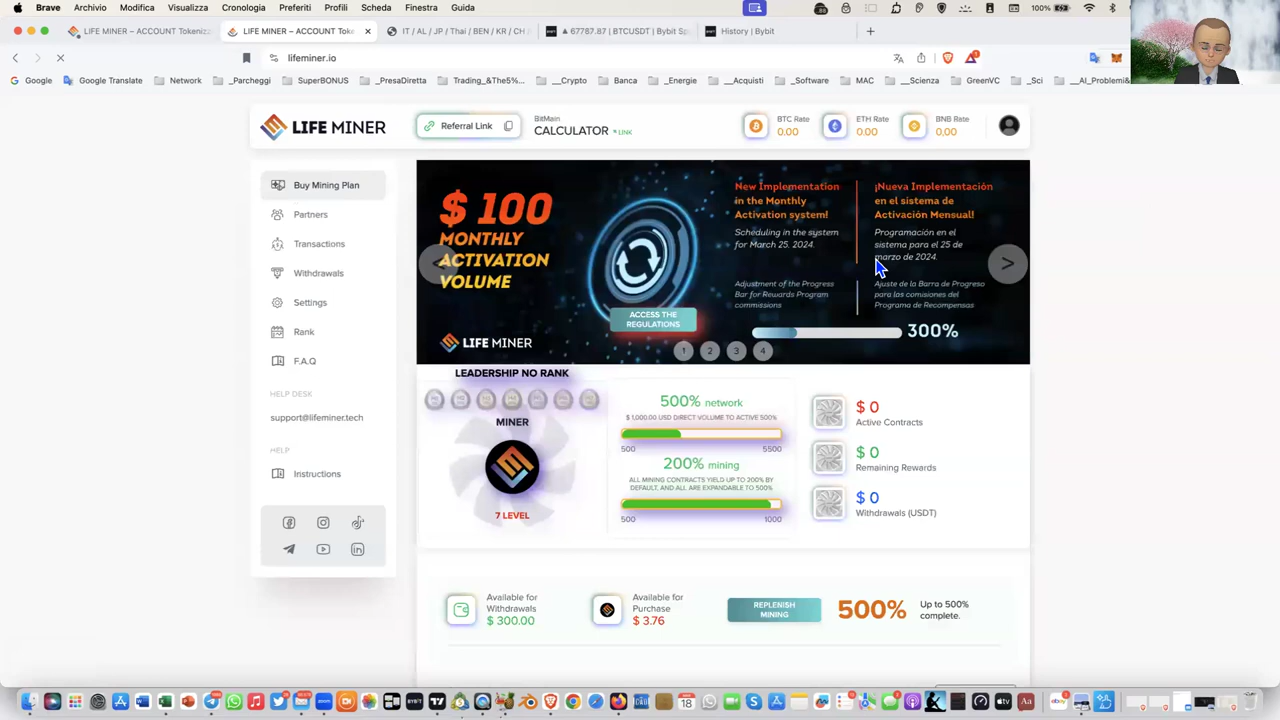 Brave Archivio Modifica Visualizza Cronologia Preferiti Profili Scheda Finestra Guida
100%
LIFE MINER – ACCOUNT Tokeniz
LIFE MINER – ACCOUNT Toke
IT / AL / JP / Thai / BEN / KR / CH
67787.87 | BTCUSDT | Bybit Sp
History | Bybit
lifeminer.io
Google
Google Translate
Network
_Parcheggi
SuperBONUS
_PresaDiretta
Trading_&The5%...
__Crypto
Banca
_Energie
__Acquisti
_Software
MAC
__Scienza
GreenVC
_Sci
__AI_Problemi&
LIFE MINER
Referral Link
BitMain
CALCULATOR
LINK
BTC Rate
0.00
ETH Rate
0.00
BNB Rate
0.00
Buy Mining Plan
Partners
Transactions
Withdrawals
Settings
Rank
F.A.Q
HELP DESK
support@lifeminer.tech
HELP
Instructions
$ 100
MONTHLY
ACTIVATION
VOLUME
LIFE MINER
<
ACCESS THE
REGULATIONS
New Implementation
in the Monthly
Activation system!
Scheduling in the system
for March 25. 2024.
Adjustment of the Progress
Bar for Rewards Program
commissions
¡Nueva Implementación
en el sistema de
Activación Mensual!
Programación en el
sistema para el 25 de
marzo de 2024.
Ajuste de la Barra de Progreso
para las comisiones del
Programa de Recompensas
300%
>
1 2 3 4
LEADERSHIP NO RANK
MINER
7 LEVEL
500% network
$ 1,000.00 USD DIRECT VOLUME TO ACTIVE 500%
500 5500
200% mining
ALL MINING CONTRACTS YIELD UP TO 200% BY
DEFAULT, AND ALL ARE EXPANDABLE TO 500%
500 1000
$ 0
Active Contracts
$ 0
Remaining Rewards
$ 0
Withdrawals (USDT)
Available for
Withdrawals
$ 300.00
Available for
Purchase
$ 3.76
REPLENISH
MINING
500%
Up to 500%
complete.